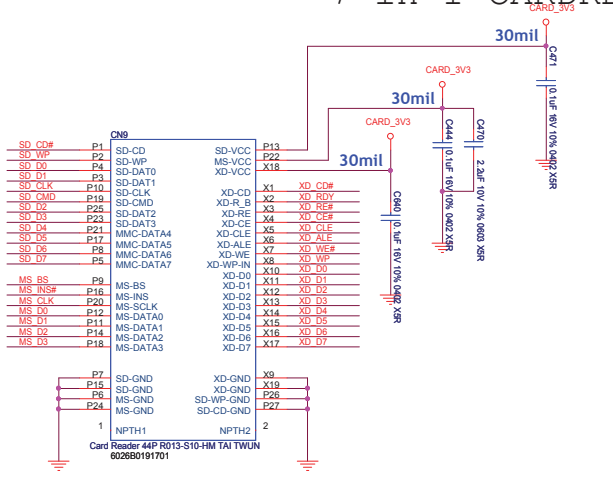 7 IN 1 CARDRE
CARD_3V3
30mil
C471
0.1uF 16V 10% 0402 X5R
CARD_3V3
30mil
C444
0.1uF 16V 10% 0402 X5R
C470
2.2uF 10V 10% 0603 X5R
CARD_3V3
30mil
C640
0.1uF 16V 10% 0402 X5R
CN9
SD_CD# P1 SD-CD SD-VCC P13
SD_WP P2 SD-WP MS-VCC P22
SD_D0 P4 SD-DAT0 XD-VCC X18
SD_D1 P3 SD-DAT1
SD_CLK P10 SD-CLK XD-CD X1 XD_CD#
SD_CMD P19 SD-CMD XD-R_B X2 XD_RDY
SD_D2 P25 SD-DAT2 XD-RE X3 XD_RE#
SD_D3 P23 SD-DAT3 XD-CE X4 XD_CE#
SD_D4 P21 MMC-DATA4 XD-CLE X5 XD_CLE
SD_D5 P17 MMC-DATA5 XD-ALE X6 XD_ALE
SD_D6 P8 MMC-DATA6 XD-WE X7 XD_WE#
SD_D7 P5 MMC-DATA7 XD-WP-IN X8 XD_WP
XD-D0 X10 XD_D0
MS_BS P9 MS-BS XD-D1 X11 XD_D1
MS_INS# P16 MS-INS XD-D2 X12 XD_D2
MS_CLK P20 MS-SCLK XD-D3 X13 XD_D3
MS_D0 P12 MS-DATA0 XD-D4 X14 XD_D4
MS_D1 P11 MS-DATA1 XD-D5 X15 XD_D5
MS_D2 P14 MS-DATA2 XD-D6 X16 XD_D6
MS_D3 P18 MS-DATA3 XD-D7 X17 XD_D7
P7 SD-GND XD-GND X9
P15 SD-GND XD-GND X19
P6 MS-GND SD-WP-GND P26
P24 MS-GND SD-CD-GND P27
1 NPTH1 NPTH2 2
Card Reader 44P R013-S10-HM TAI TWUN
6026B0191701